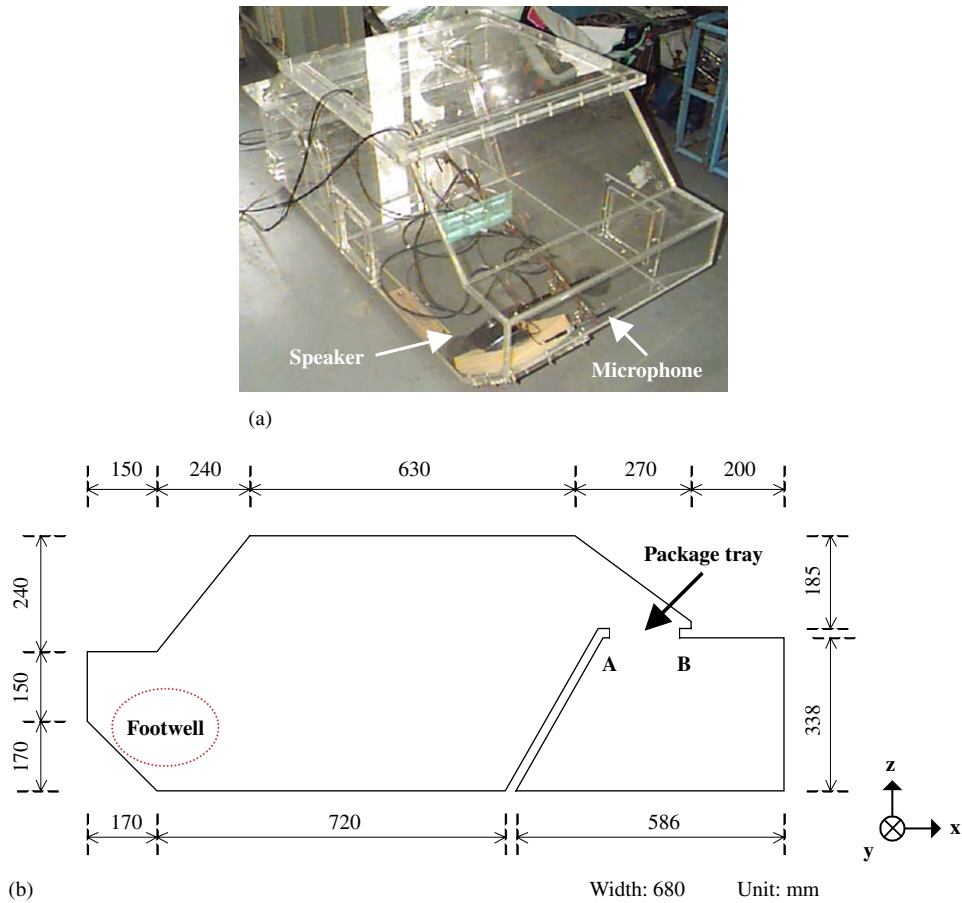 Speaker
Microphone
(a)
150 240 630 270 200
240
150
170
Package tray
185
338
A B
Footwell
170 720 586
z
x
y
(b)
Width: 680 Unit: mm